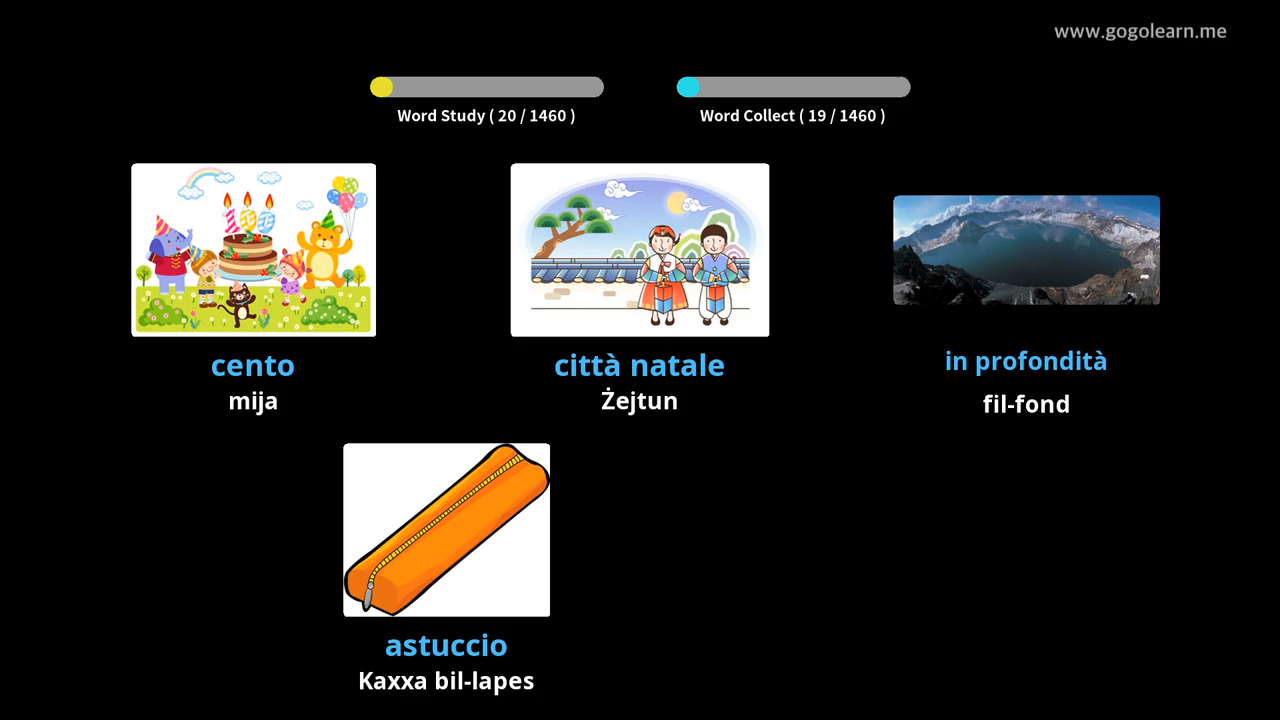 www.gogolearn.me
Word Study ( 20 / 1460 )
Word Collect ( 19 / 1460 )
100
cento
mija
città natale
Żejtun
in profondità
fil-fond
astuccio
Kaxxa bil-lapes